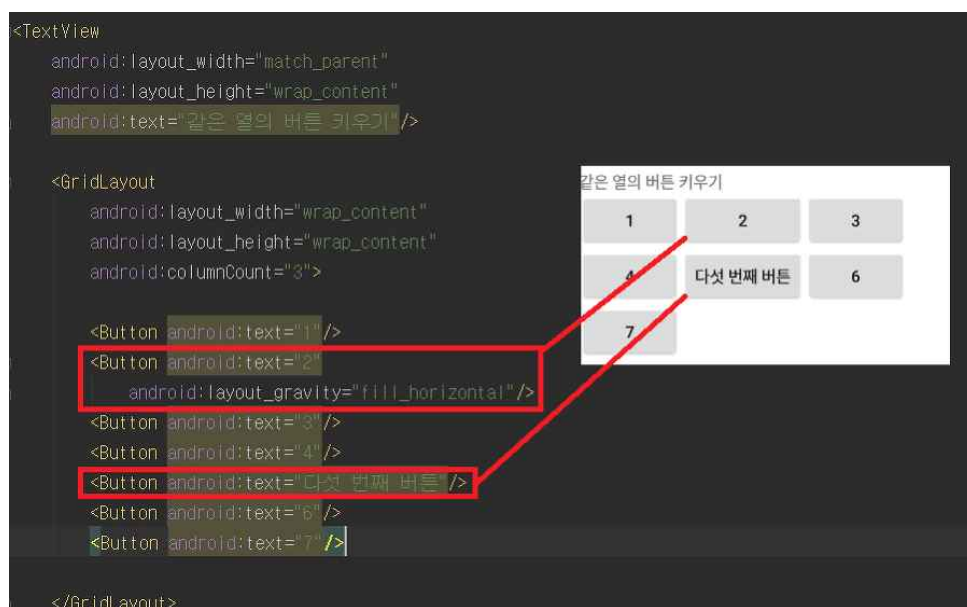 <TextView
android:layout_width="match_parent"
android:layout_height="wrap_content"
android:text="같은 열의 버튼 키우기"/>
<GridLayout
android:layout_width="wrap_content"
android:layout_height="wrap_content"
android:columnCount="3">
<Button android:text="1"/>
<Button android:text="2"
android:layout_gravity="fill_horizontal"/>
<Button android:text="3"/>
<Button android:text="4"/>
<Button android:text="다섯 번째 버튼"/>
<Button android:text="6"/>
<Button android:text="7"/>
</GridLayout>
같은 열의 버튼 키우기
1 2 3
4 다섯 번째 버튼 6
7